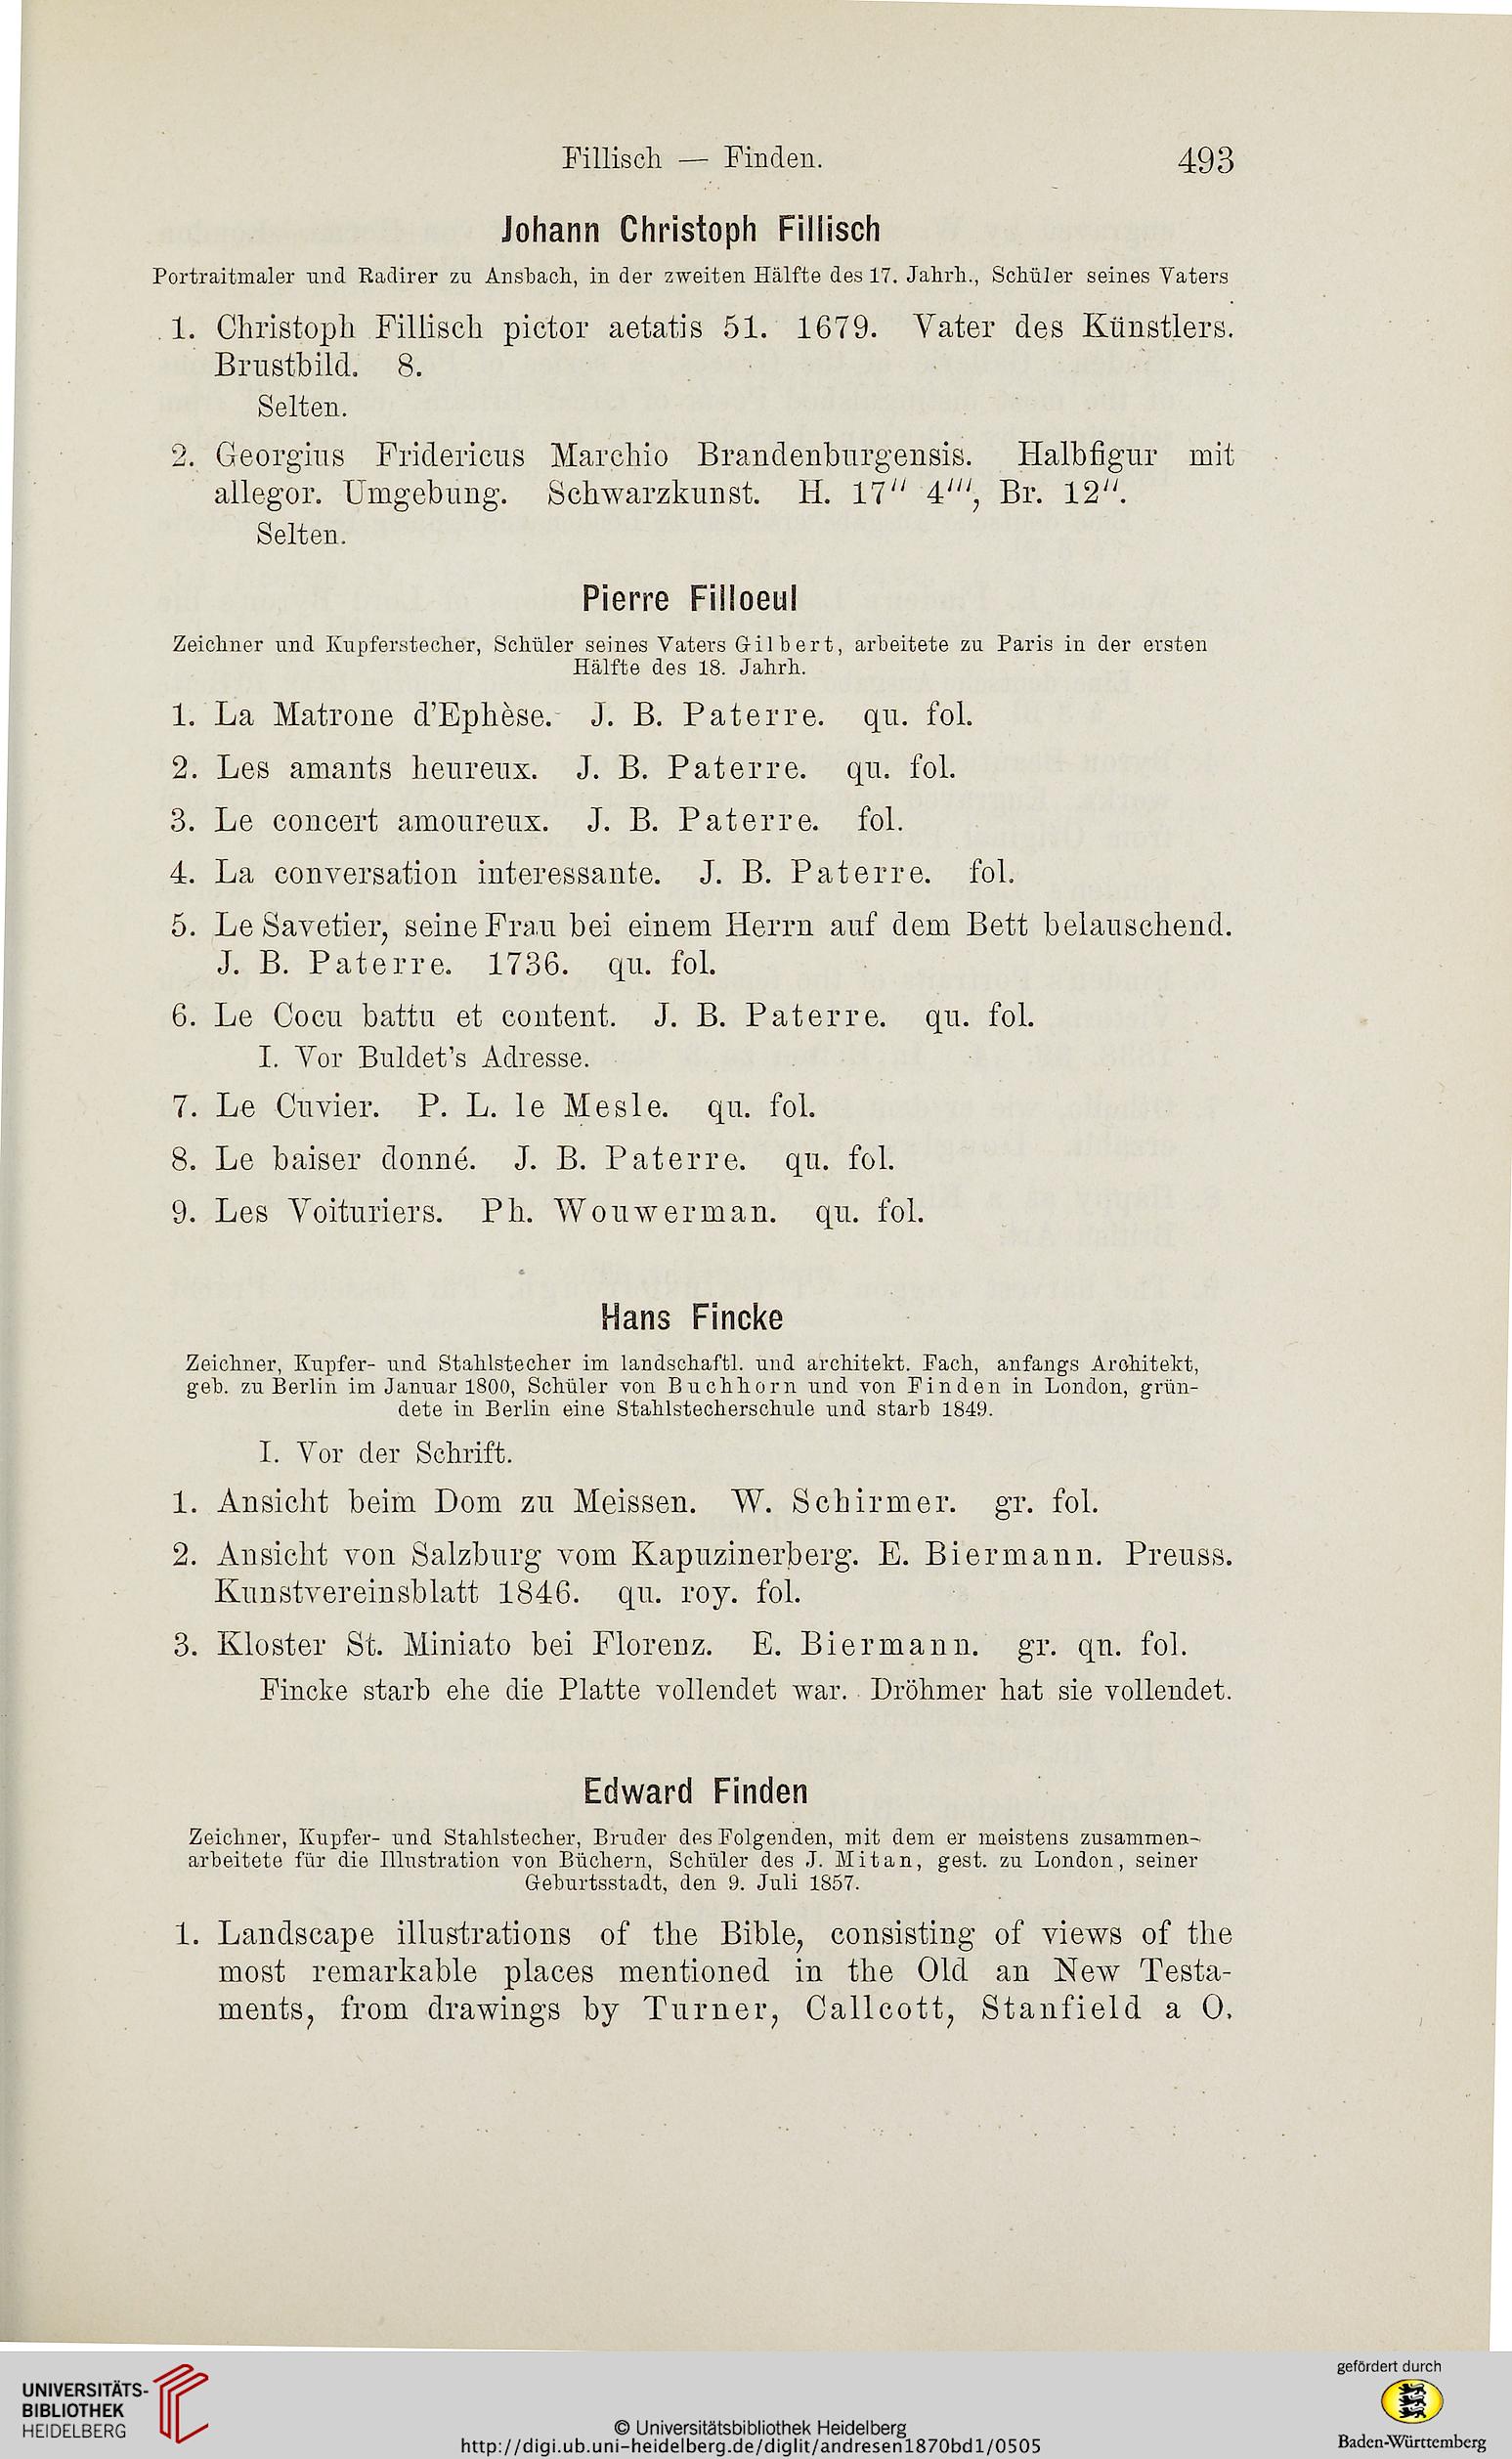 Fillisch — Finden. 493
Johann Christoph Fillisch
Portraitmaler und Radirer zu Ansbach, in der zweiten Hälfte des 17. Jahrh., Schüler seines Vaters
1. Christoph Fillisch pictor aetatis 51. 1679. Vater des Künstlers.
Brustbild. 8.
Selten.
2. Georgius Fridericus Marchio Brandenburgensis. Halbfigur mit
allegor. Umgebung. Schwarzkunst. H. 17″ 4‴, Br. 12″.
Selten.
Pierre Filloeul
Zeichner und Kupferstecher, Schüler seines Vaters Gilbert, arbeitete zu Paris in der ersten
Hälfte des 18. Jahrh.
1. La Matrone d'Ephèse. J. B. Paterre. qu. fol.
2. Les amants heureux. J. B. Paterre. qu. fol.
3. Le concert amoureux. J. B. Paterre. fol.
4. La conversation interessante. J. B. Paterre. fol.
5. Le Savetier, seine Frau bei einem Herrn auf dem Bett belauschend.
J. B. Paterre. 1736. qu. fol.
6. Le Cocu battu et content. J. B. Paterre. qu. fol.
I. Vor Buldet's Adresse.
7. Le Cuvier. P. L. le Mesle. qu. fol.
8. Le baiser donné. J. B. Paterre. qu. fol.
9. Les Voituriers. Ph. Wouwerman. qu. fol.
Hans Fincke
Zeichner, Kupfer- und Stahlstecher im landschaftl. und architekt. Fach, anfangs Architekt,
geb. zu Berlin im Januar 1800, Schüler von Buchhorn und von Finden in London, grün-
dete in Berlin eine Stahlstecherschule und starb 1849.
I. Vor der Schrift.
1. Ansicht beim Dom zu Meissen. W. Schirmer. gr. fol.
2. Ansicht von Salzburg vom Kapuzinerberg. E. Biermann. Preuss.
Kunstvereinsblatt 1846. qu. roy. fol.
3. Kloster St. Miniato bei Florenz. E. Biermann. gr. qu. fol.
Fincke starb ehe die Platte vollendet war. Dröhmer hat sie vollendet.
Edward Finden
Zeichner, Kupfer- und Stahlstecher, Bruder des Folgenden, mit dem er meistens zusammen-
arbeitete für die Illustration von Büchern, Schüler des J. Mitan, gest. zu London, seiner
Geburtsstadt, den 9. Juli 1857.
1. Landscape illustrations of the Bible, consisting of views of the
most remarkable places mentioned in the Old an New Testa-
ments, from drawings by Turner, Callcott, Stanfield a O.
UNIVERSITÄTS-
BIBLIOTHEK
HEIDELBERG
© Universitätsbibliothek Heidelberg
http://digi.ub.uni-heidelberg.de/diglit/andresen1870bd1/0505
gefördert durch
Baden-Württemberg